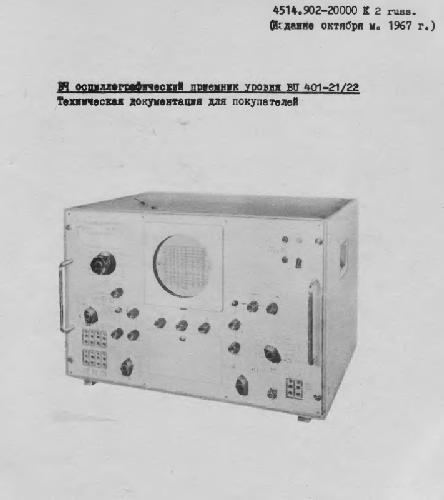 4514.902-20000 K 2 russ.
(Издание октября м. 1967 г.)
ВЧ осциллографический приемник уровня BU 401-21/22
Техническая документация для покупателей